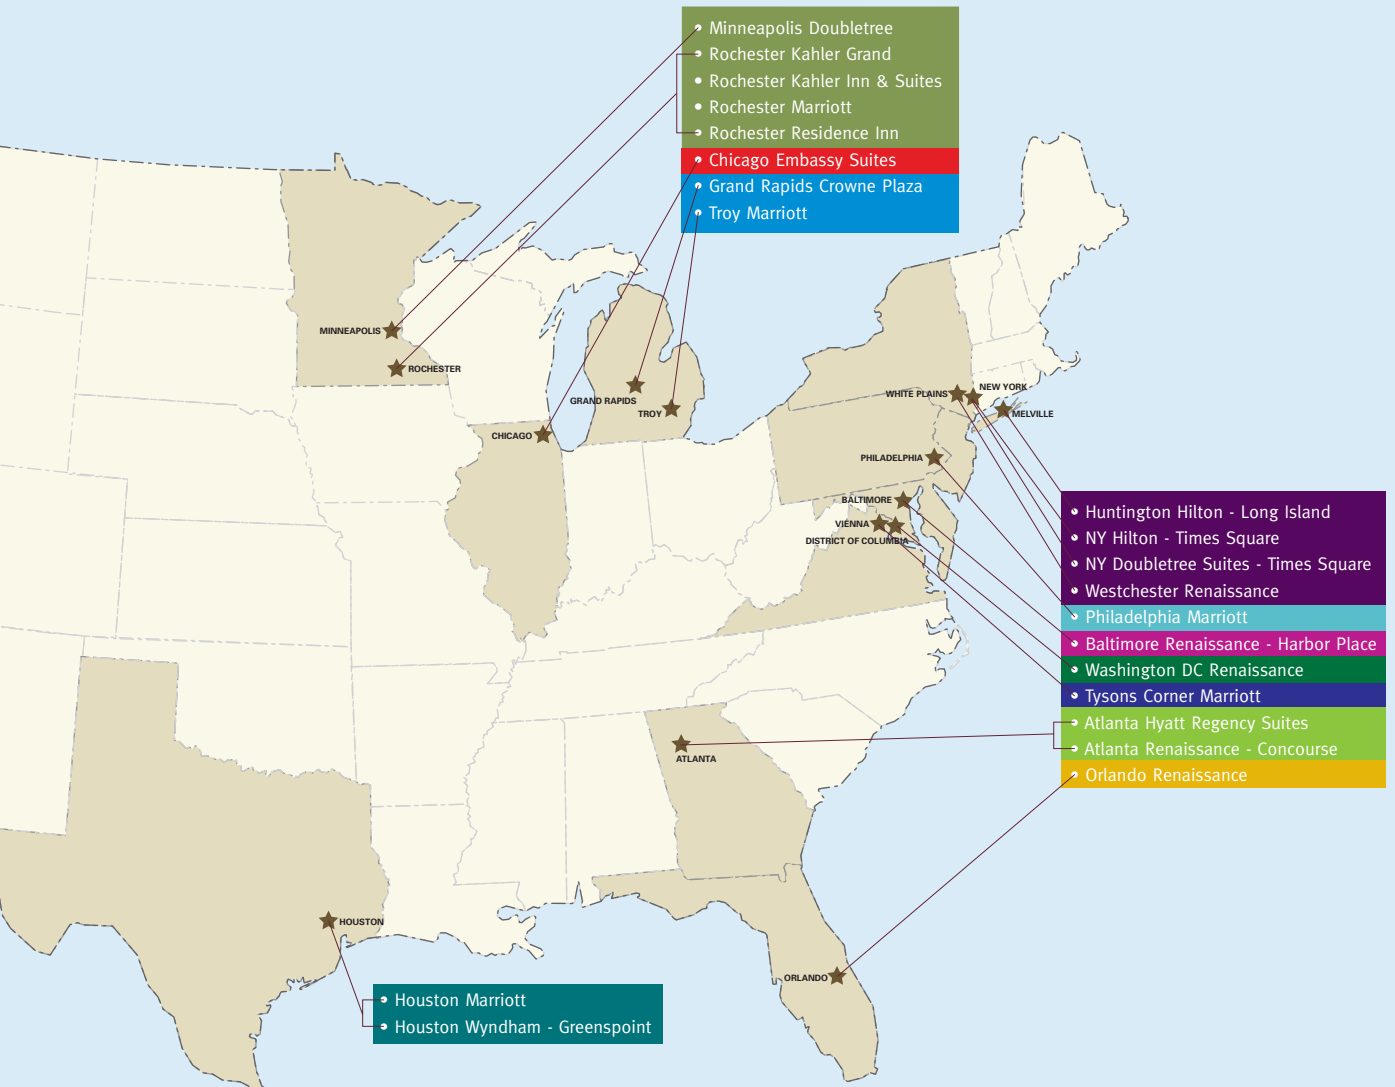 Minneapolis Doubletree
Rochester Kahler Grand
Rochester Kahler Inn & Suites
Rochester Marriott
Rochester Residence Inn
Chicago Embassy Suites
Grand Rapids Crowne Plaza
Troy Marriott
MINNEAPOLIS
ROCHESTER
GRAND RAPIDS
TROY
CHICAGO
WHITE PLAINS
NEW YORK
MELVILLE
PHILADELPHIA
BALTIMORE
VIENNA
DISTRICT OF COLUMBIA
Huntington Hilton - Long Island
NY Hilton - Times Square
NY Doubletree Suites - Times Square
Westchester Renaissance
Philadelphia Marriott
Baltimore Renaissance - Harbor Place
Washington DC Renaissance
Tysons Corner Marriott
Atlanta Hyatt Regency Suites
Atlanta Renaissance - Concourse
Orlando Renaissance
ATLANTA
HOUSTON
ORLANDO
Houston Marriott
Houston Wyndham - Greenspoint